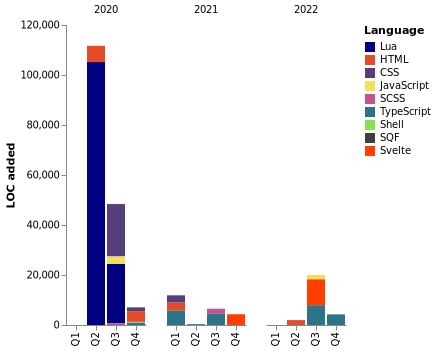 2020 2021 2022
LOC added
120,000
100,000
80,000
60,000
40,000
20,000
0
Q1 Q2 Q3 Q4 Q1 Q2 Q3 Q4 Q1 Q2 Q3 Q4
Language
Lua
HTML
CSS
JavaScript
SCSS
TypeScript
Shell
SQF
Svelte